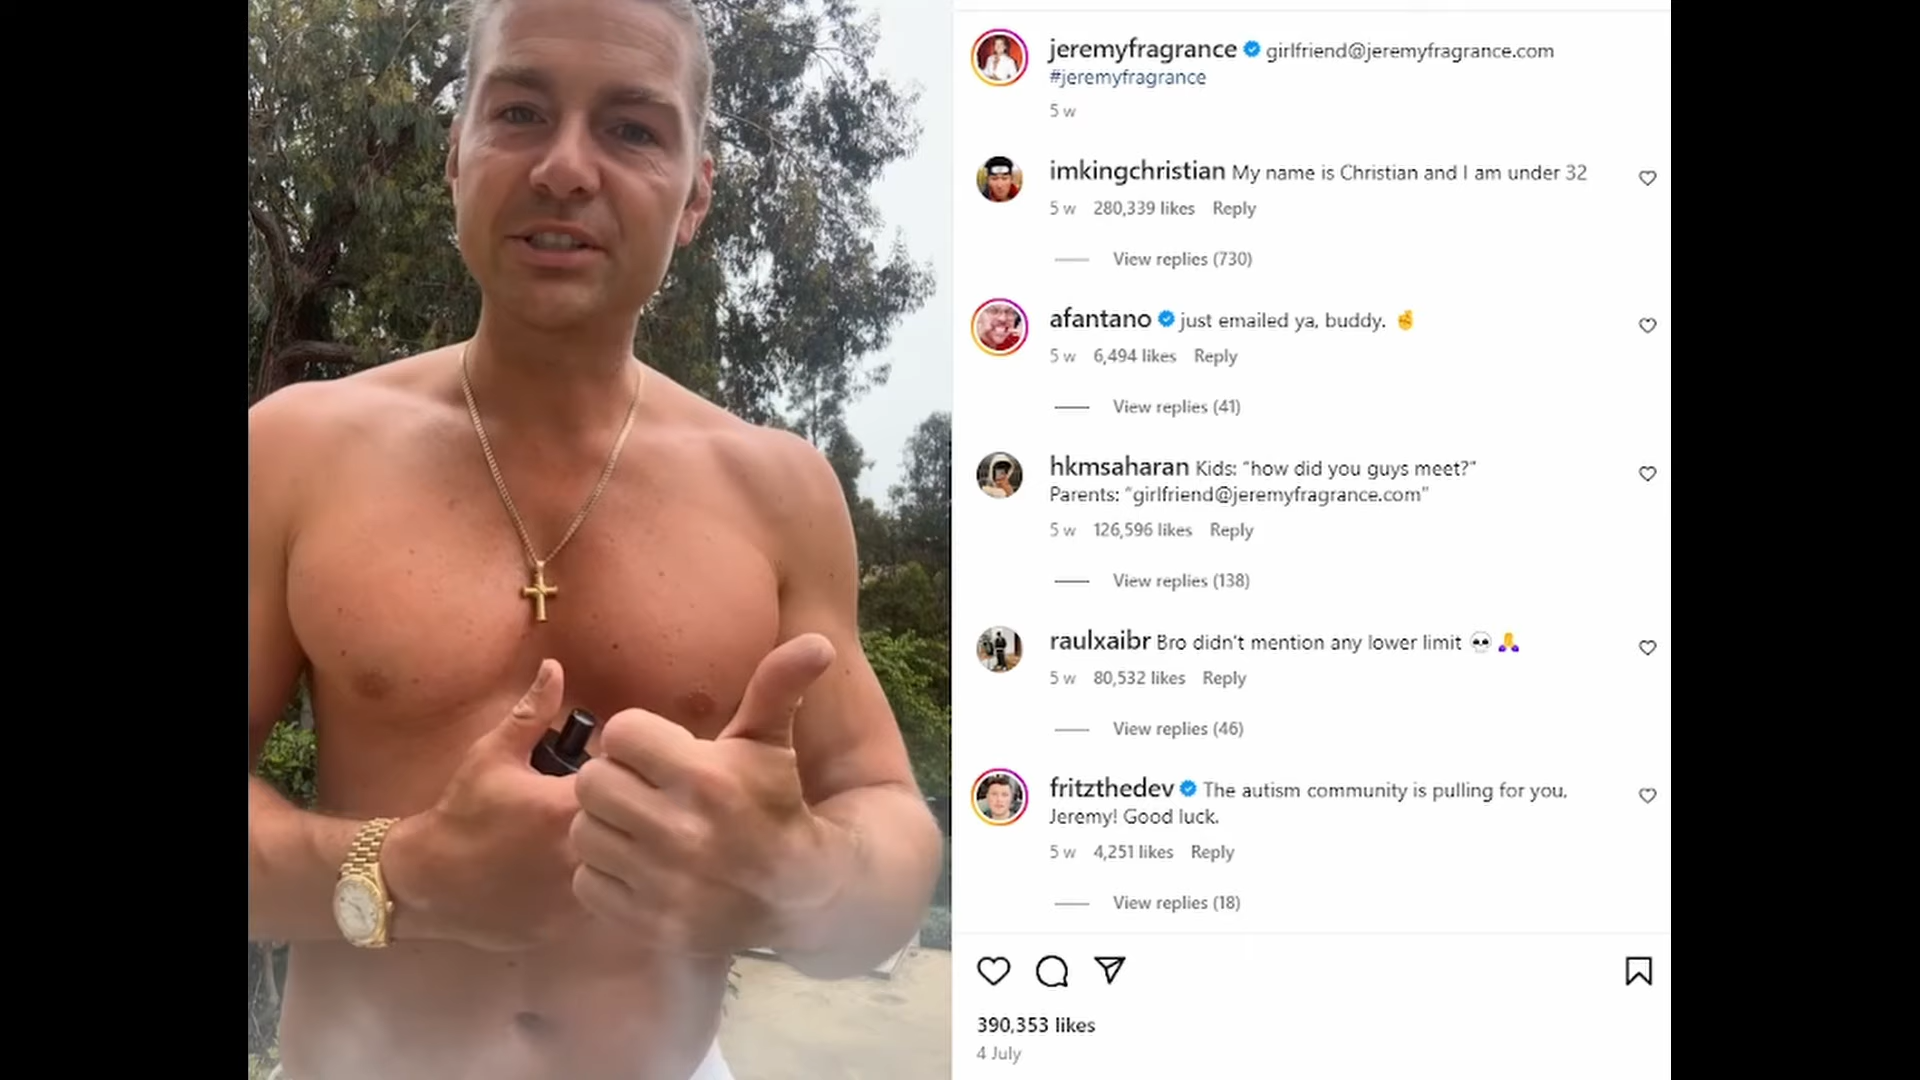 jeremyfragrance girlfriend@jeremyfragrance.com
#jeremyfragrance
5 w
imkingchristian My name is Christian and I am under 32
5 w 280,339 likes Reply
View replies (730)
afantano just emailed ya, buddy. 🤞
5 w 6,494 likes Reply
View replies (41)
hkmsaharan Kids: "how did you guys meet?"
Parents: "girlfriend@jeremyfragrance.com"
5 w 126,596 likes Reply
View replies (138)
raulxaibr Bro didn't mention any lower limit 💀🙏
5 w 80,532 likes Reply
View replies (46)
fritzthedev The autism community is pulling for you,
Jeremy! Good luck.
5 w 4,251 likes Reply
View replies (18)
390,353 likes
4 July